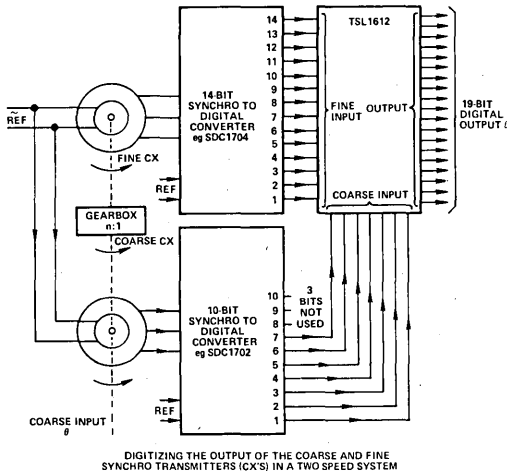 14
13
12
11
10
9
8
7
6
5
4
3
2
1
14-BIT
SYNCHRO TO
DIGITAL
CONVERTER
eg SDC1704
REF
TSL1612
FINE
INPUT
OUTPUT
COARSE INPUT
19-BIT
DIGITAL
OUTPUT
~
REF
FINE CX
GEARBOX
n:1
COARSE CX
10-BIT
SYNCHRO TO
DIGITAL
CONVERTER
eg SDC1702
REF
10
9
8
7
6
5
4
3
2
1
3
BITS
NOT
USED
COARSE INPUT
θ
DIGITIZING THE OUTPUT OF THE COARSE AND FINE
SYNCHRO TRANSMITTERS (CX'S) IN A TWO SPEED SYSTEM